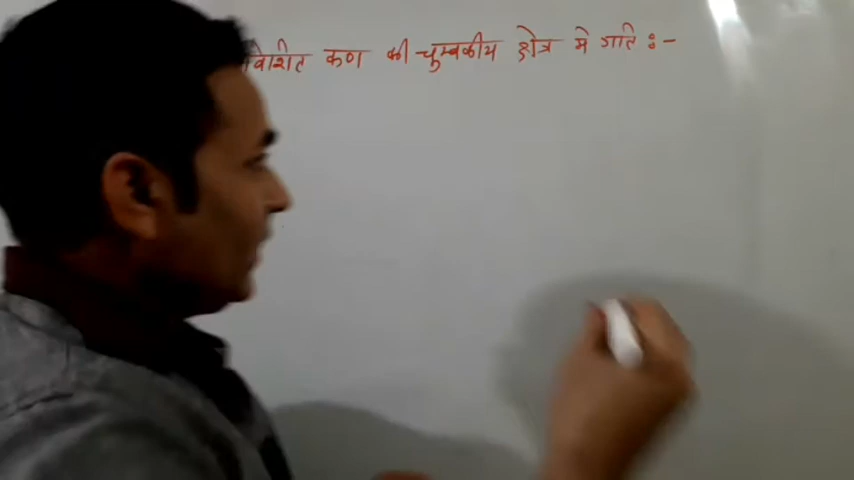 कण की चुम्बकीय क्षेत्र मे गति :-